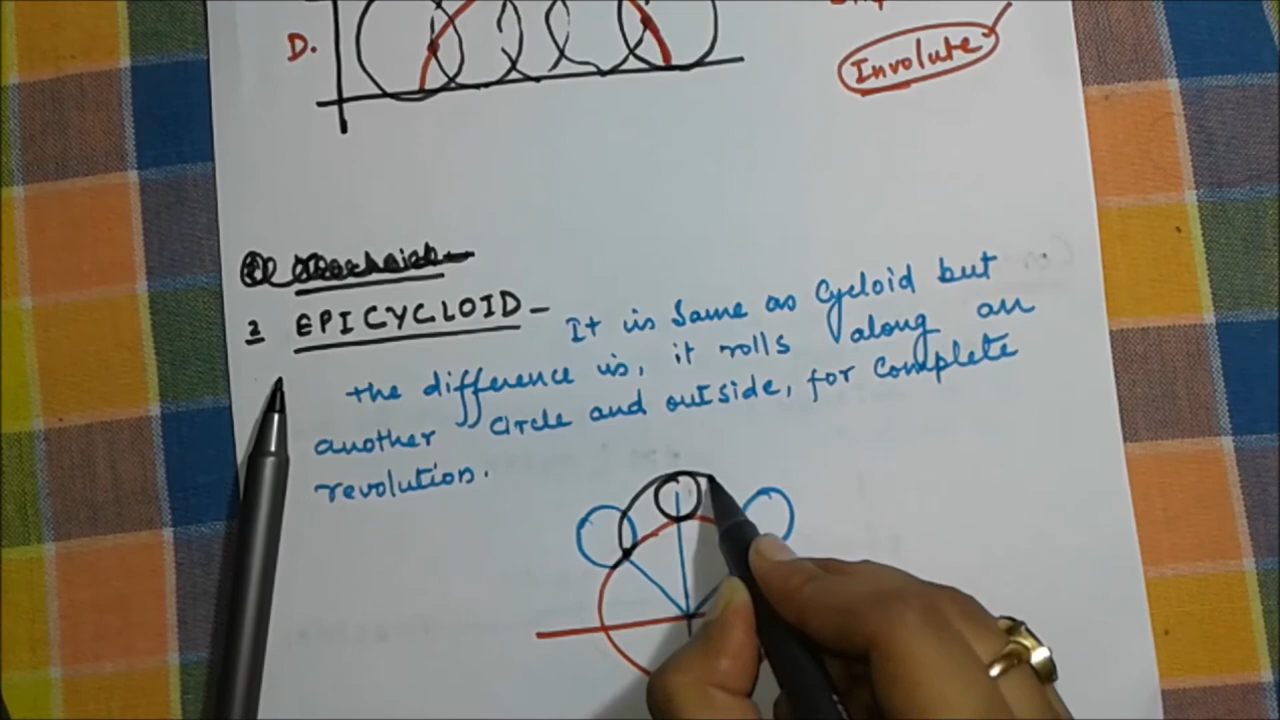 D.
Involute
2 EPICYCLOID - It is same as cycloid but
the difference is, it rolls along an
another circle and outside, for complete
revolution.